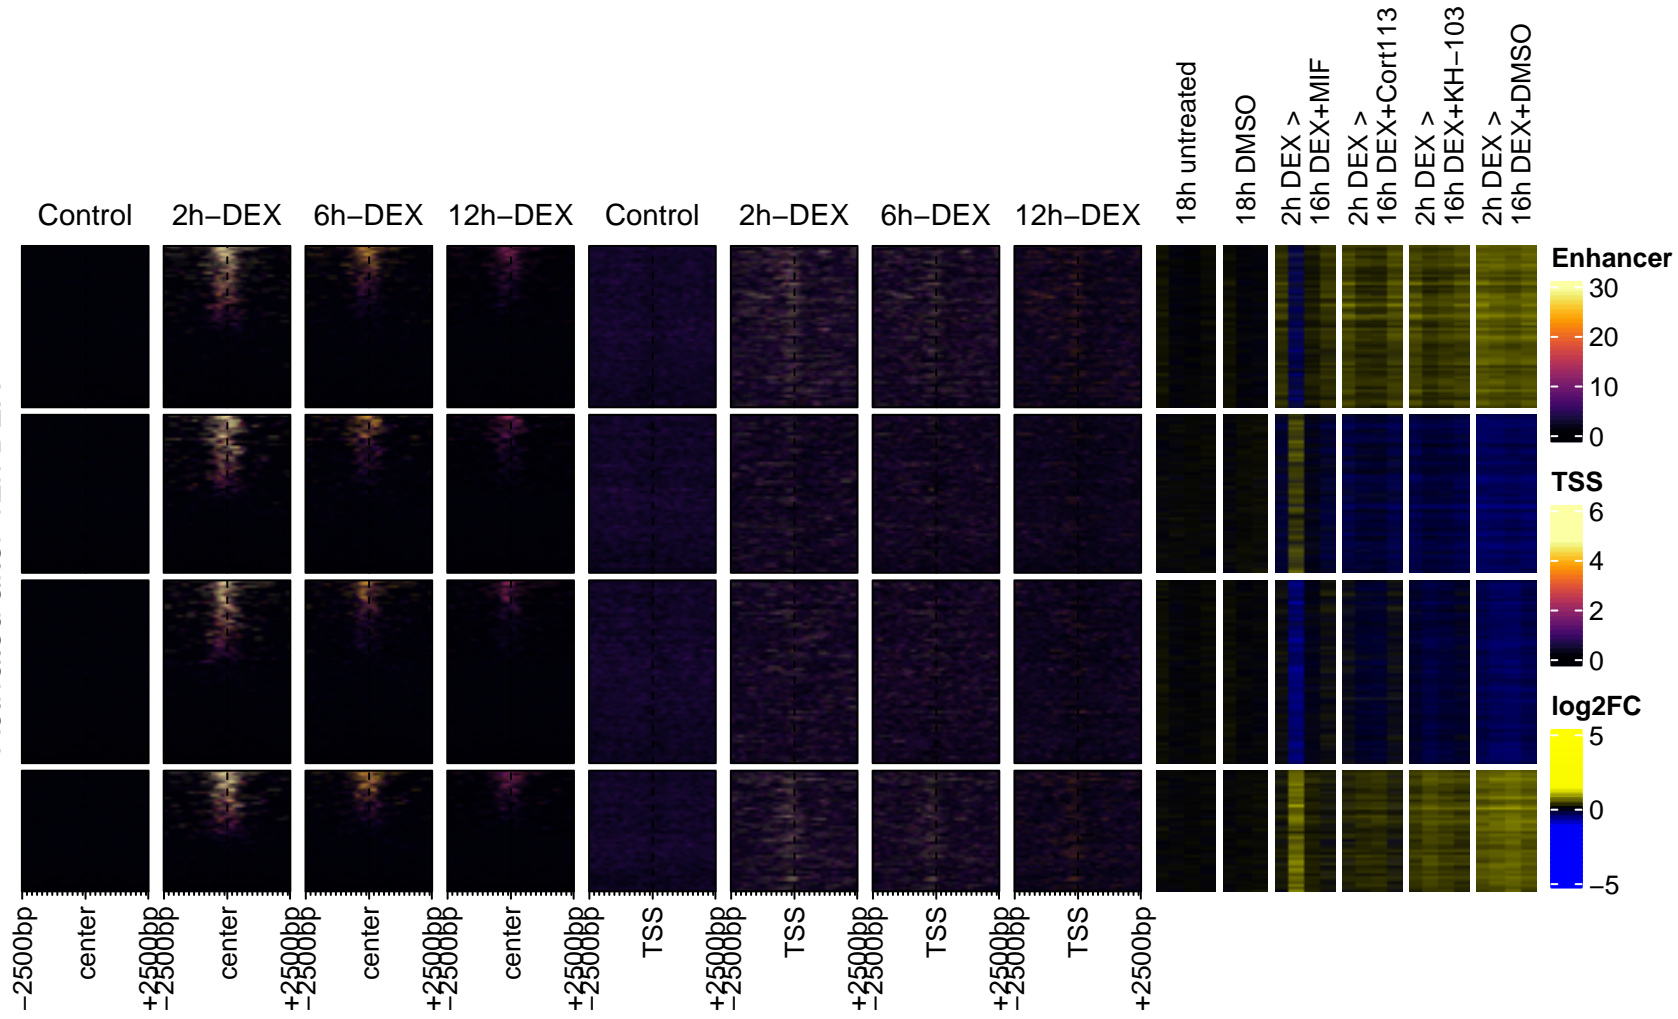 18h untreated
18h DMSO
2h DEX >
16h DEX+MIF
2h DEX >
16h DEX+Cort113
2h DEX >
16h DEX+KH−103
2h DEX >
16h DEX+DMSO
Control
2h−DEX
6h−DEX
12h−DEX
Control
2h−DEX
6h−DEX
12h−DEX
Enhancer
30
20
10
0
TSS
6
4
2
0
log2FC
5
0
−5
−2500bp
center
+2500bp
−2500bp
center
+2500bp
−2500bp
center
+2500bp
−2500bp
center
+2500bp
−2500bp
TSS
+2500bp
−2500bp
TSS
+2500bp
−2500bp
TSS
+2500bp
−2500bp
TSS
+2500bp